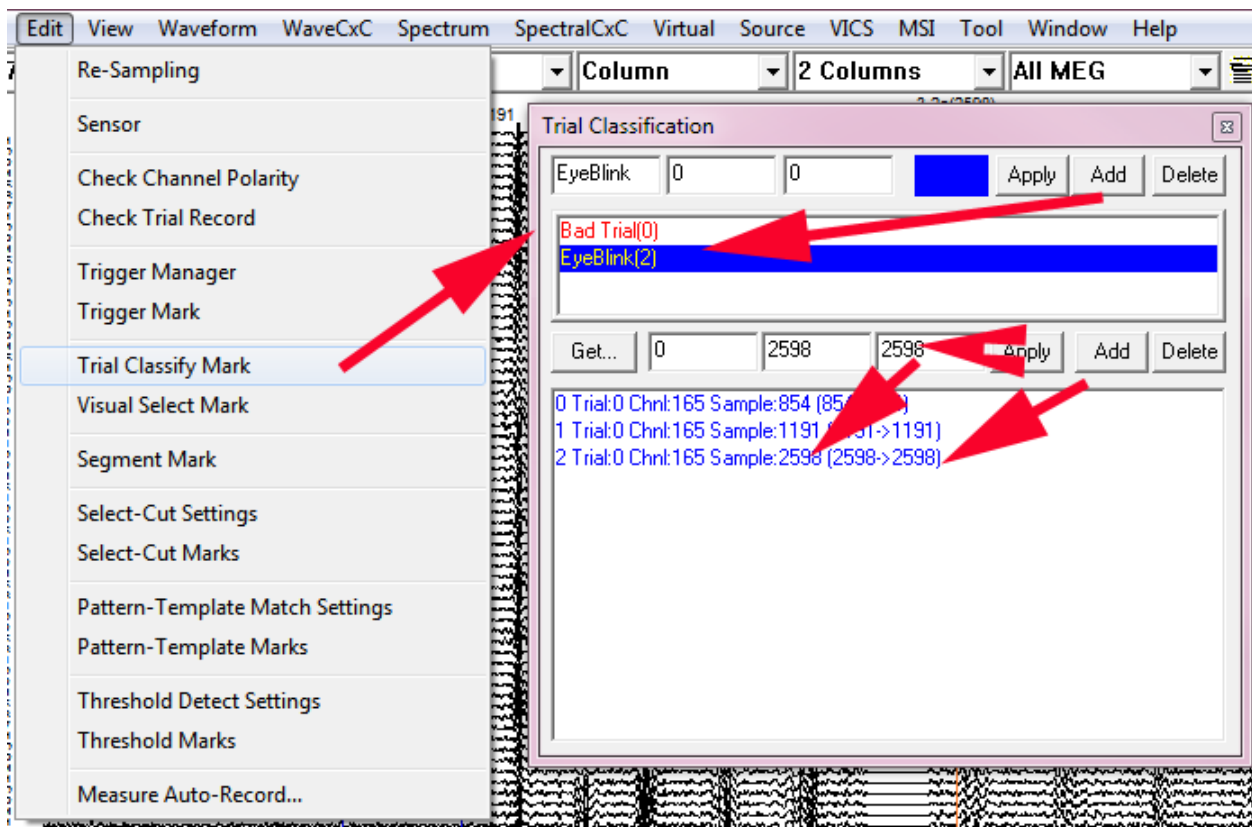 Edit View Waveform WaveCxC Spectrum SpectralCxC Virtual Source VICS MSI Tool Window Help
Column 2 Columns All MEG
Re-Sampling
Sensor
Check Channel Polarity
Check Trial Record
Trigger Manager
Trigger Mark
Trial Classify Mark
Visual Select Mark
Segment Mark
Select-Cut Settings
Select-Cut Marks
Pattern-Template Match Settings
Pattern-Template Marks
Threshold Detect Settings
Threshold Marks
Measure Auto-Record...
191
Trial Classification
EyeBlink 0 0 Apply Add Delete
Bad Trial(0)
EyeBlink(2)
Get... 0 2598 2598 Apply Add Delete
0 Trial:0 Chnl:165 Sample:854
1 Trial:0 Chnl:165 Sample:1191
2 Trial:0 Chnl:165 Sample:2598 (2598->2598)